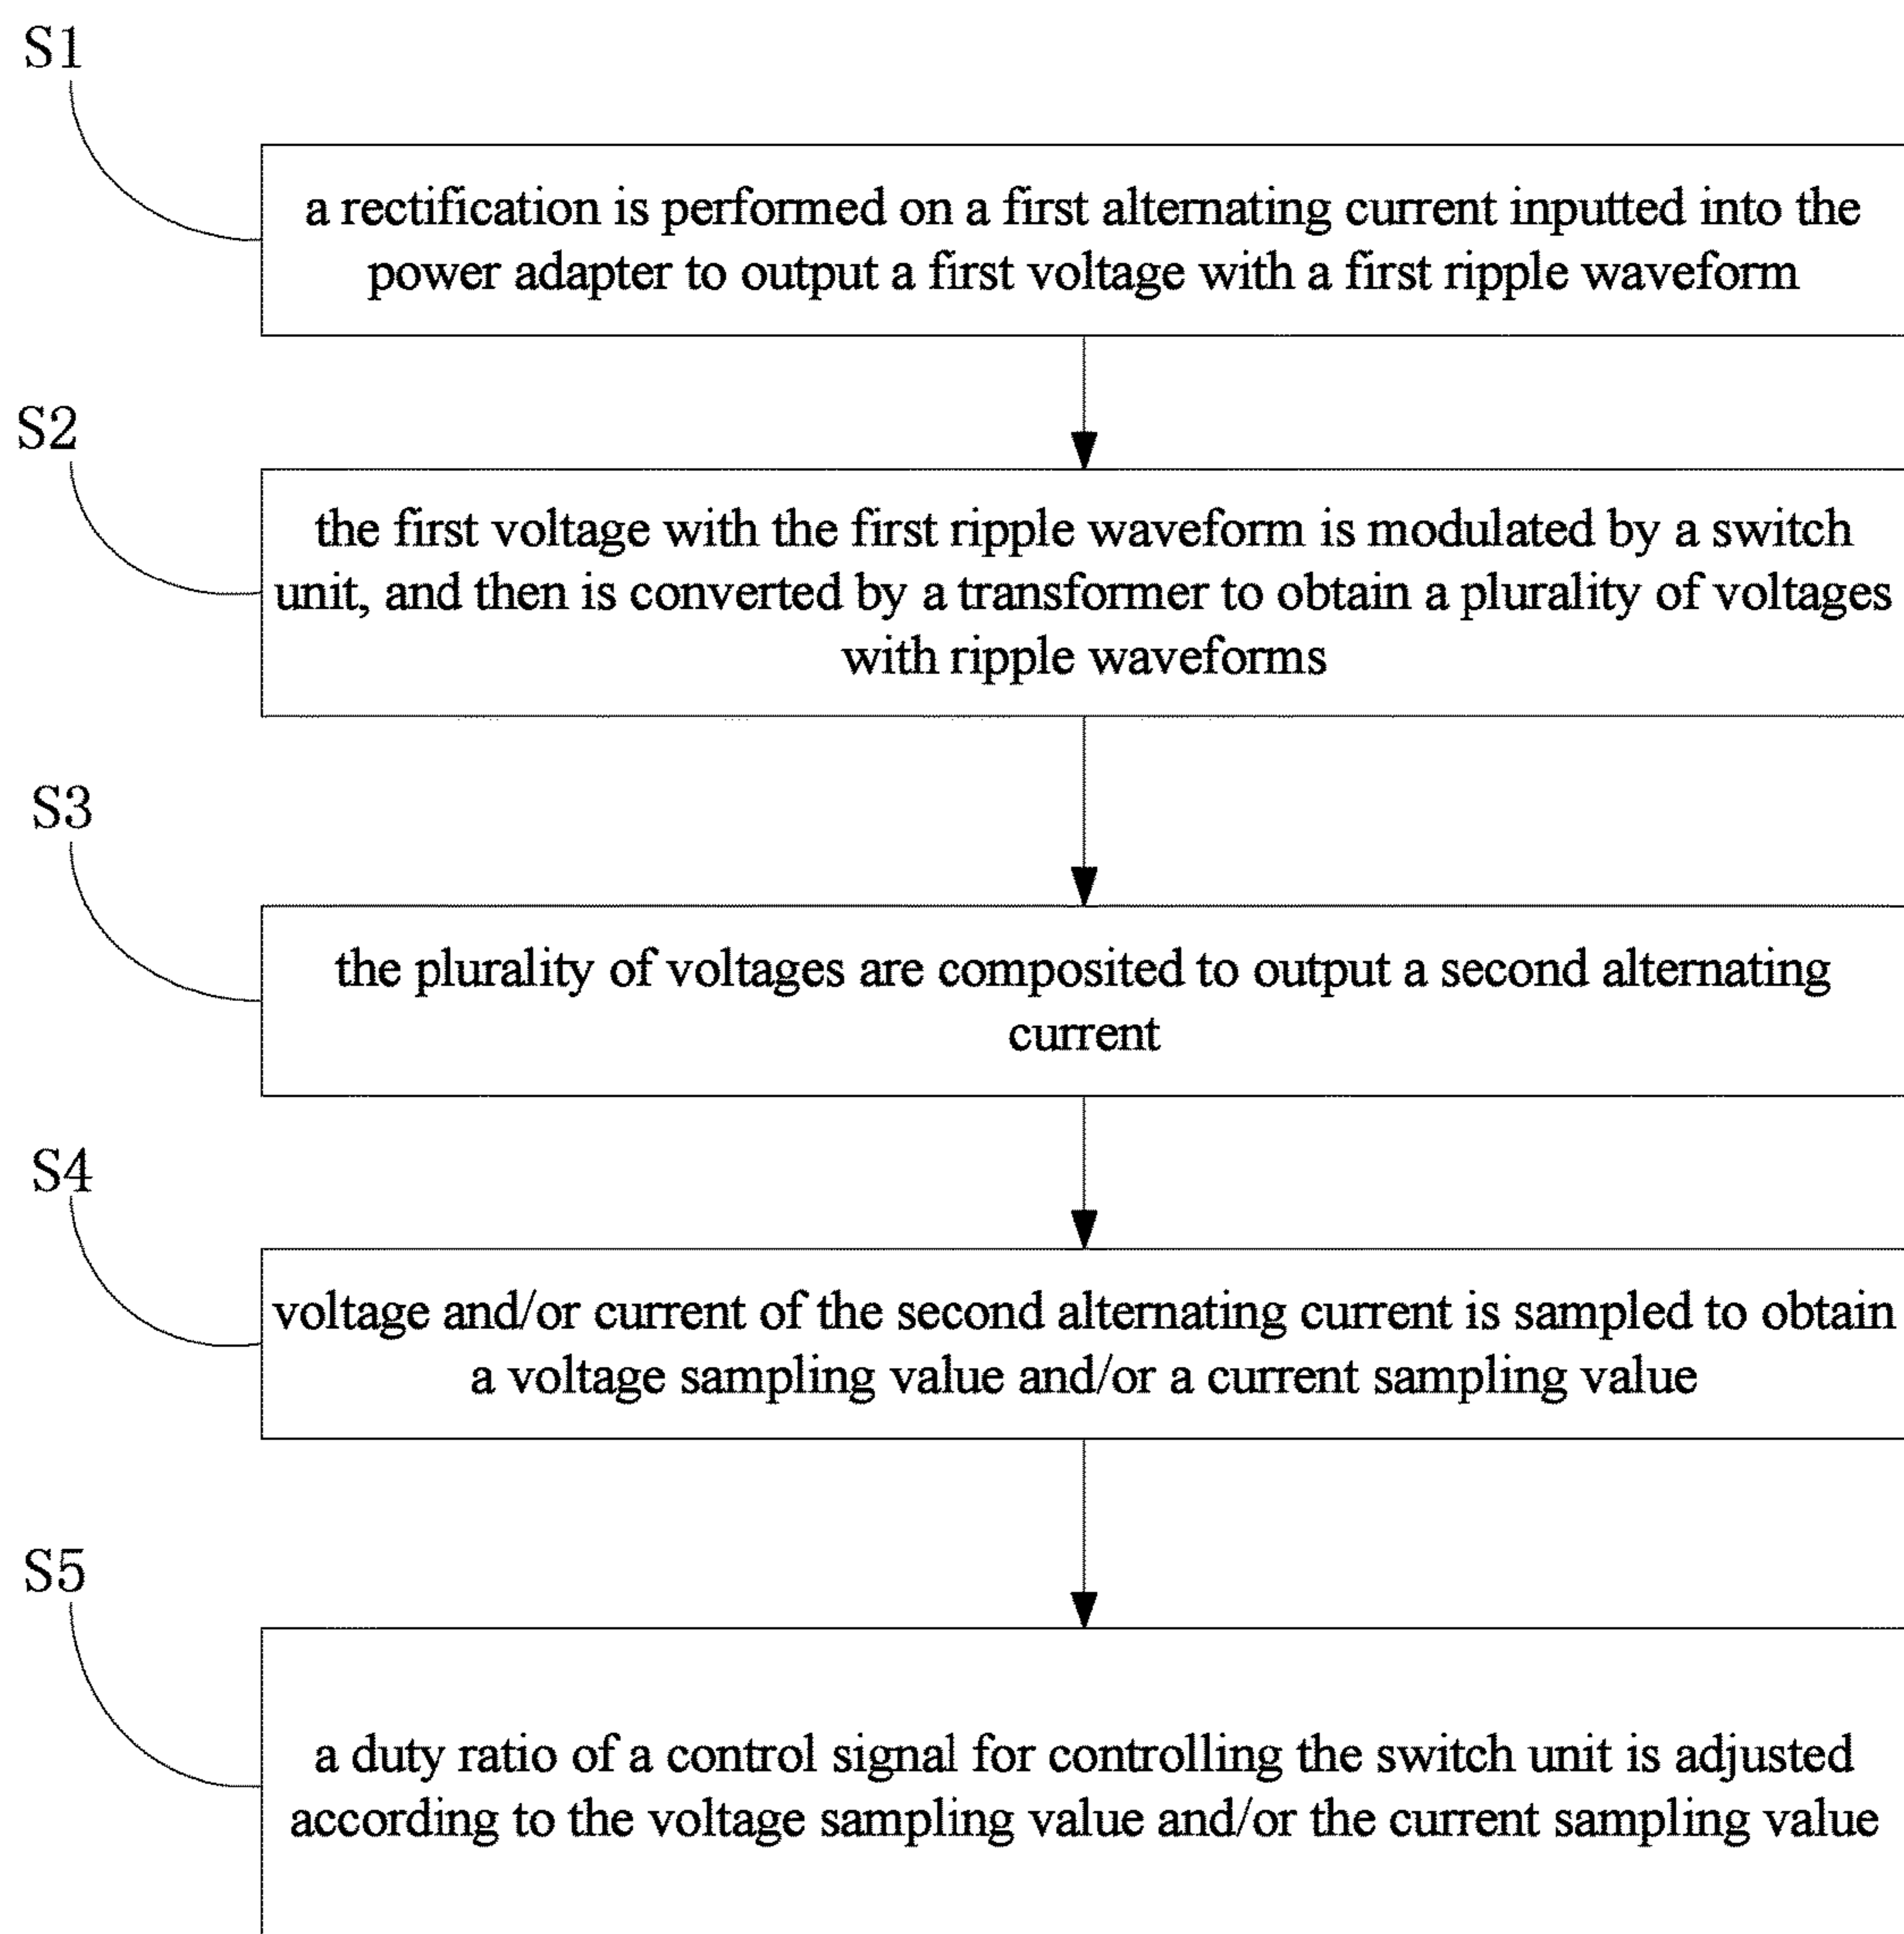 S1
a rectification is performed on a first alternating current inputted into the
power adapter to output a first voltage with a first ripple waveform
S2
the first voltage with the first ripple waveform is modulated by a switch
unit, and then is converted by a transformer to obtain a plurality of voltages
with ripple waveforms
S3
the plurality of voltages are composited to output a second alternating
current
S4
voltage and/or current of the second alternating current is sampled to obtain
a voltage sampling value and/or a current sampling value
S5
a duty ratio of a control signal for controlling the switch unit is adjusted
according to the voltage sampling value and/or the current sampling value